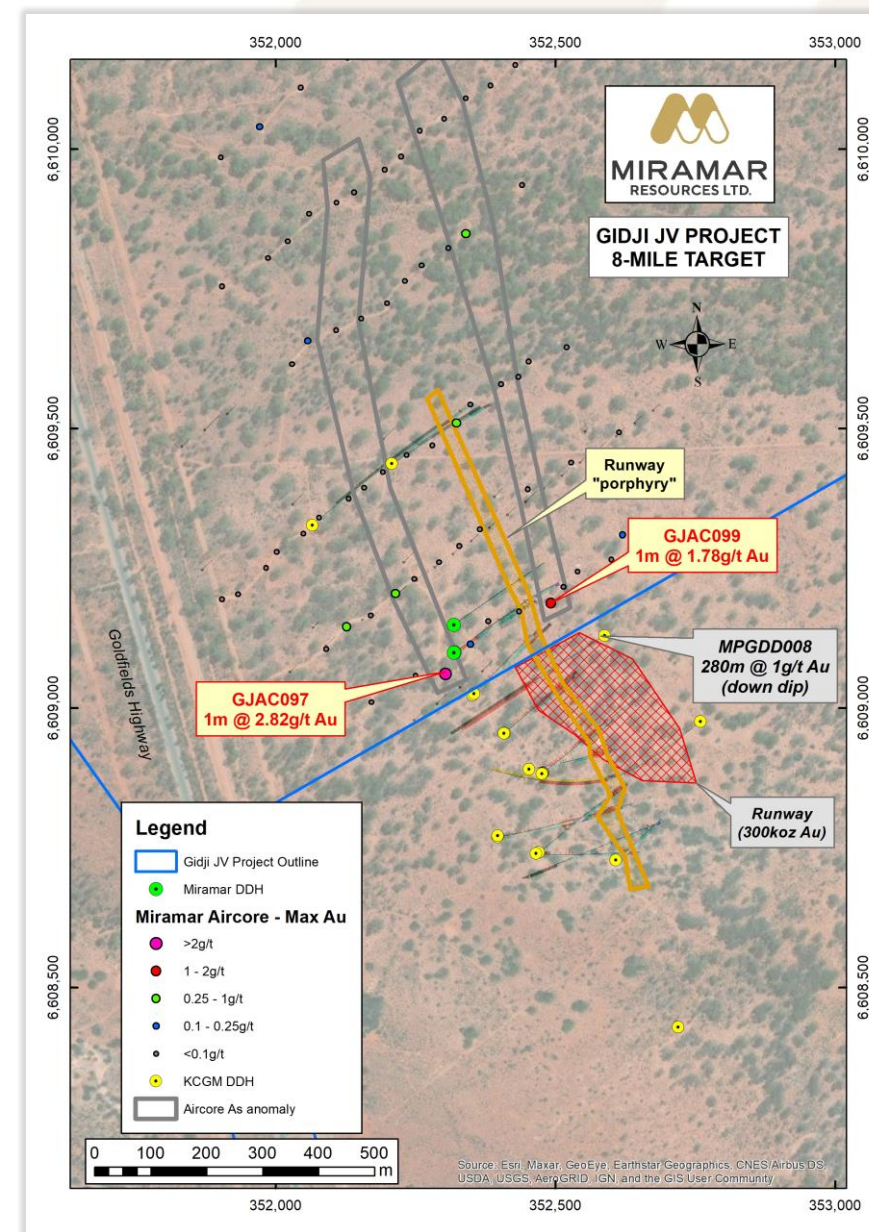 352,000
352,500
353,000
6,610,000
6,610,000
MIRAMAR
RESOURCES LTD.
GIDJI JV PROJECT
8-MILE TARGET
N
W
E
S
6,609,500
6,609,500
Runway
"porphyry"
GJAC099
1m @ 1.78g/t Au
MPGDD008
280m @ 1g/t Au
(down dip)
Goldfields Highway
GJAC097
1m @ 2.82g/t Au
6,609,000
6,609,000
Runway
(300koz Au)
Legend
Gidji JV Project Outline
Miramar DDH
Miramar Aircore - Max Au
>2g/t
1 - 2g/t
0.25 - 1g/t
0.1 - 0.25g/t
<0.1g/t
KCGM DDH
Aircore As anomaly
6,608,500
6,608,500
0 100 200 300 400 500
m
Source: Esri, Maxar, GeoEye, Earthstar Geographics, CNES/Airbus DS,
USDA, USGS, AeroGRID, IGN, and the GIS User Community
352,000
352,500
353,000